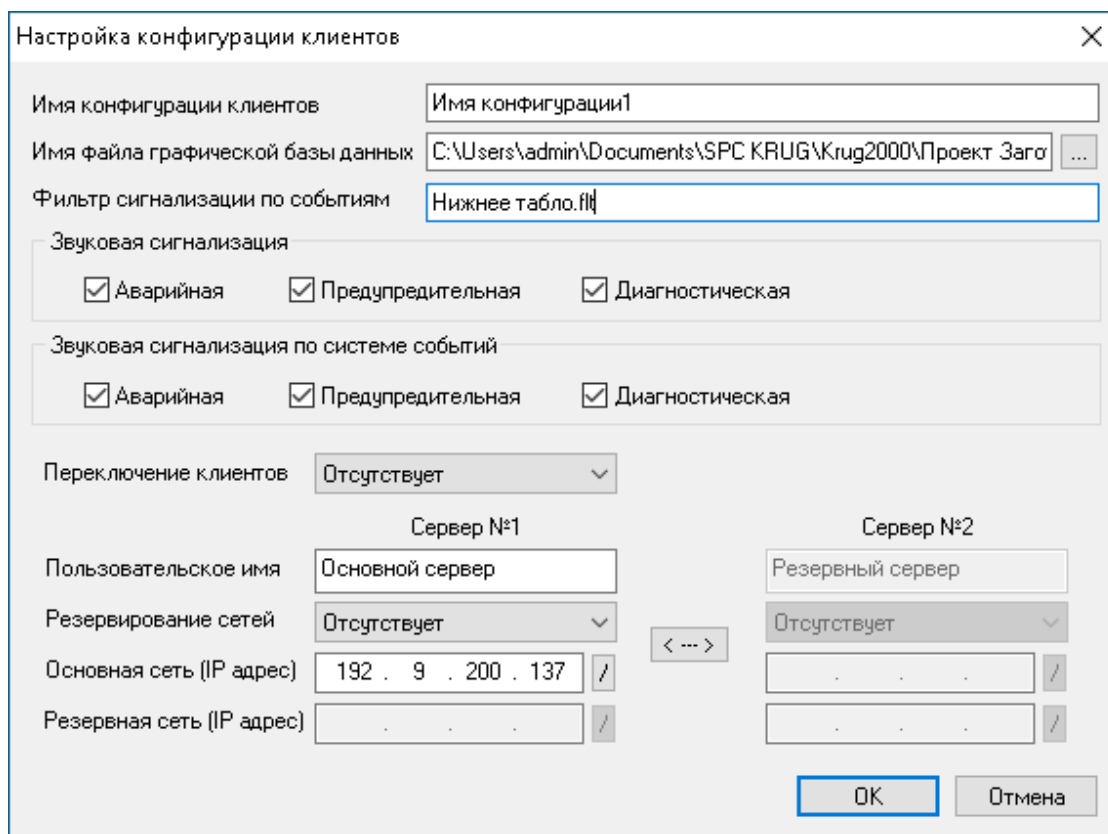 Настройка конфигурации клиентов
Имя конфигурации клиентов Имя конфигурации1
Имя файла графической базы данных C:\Users\admin\Documents\SPC KRUG\Krug2000\Проект Заго ...
Фильтр сигнализации по событиям Нижнее табло.flt
Звуковая сигнализация
Аварийная Предупредительная Диагностическая
Звуковая сигнализация по системе событий
Аварийная Предупредительная Диагностическая
Переключение клиентов Отсутствует
Сервер №1 Сервер №2
Пользовательское имя Основной сервер Резервный сервер
Резервирование сетей Отсутствует Отсутствует
< --- >
Основная сеть (IP адрес) 192 . 9 . 200 . 137 / . . . /
Резервная сеть (IP адрес) . . . / . . . /
OK Отмена